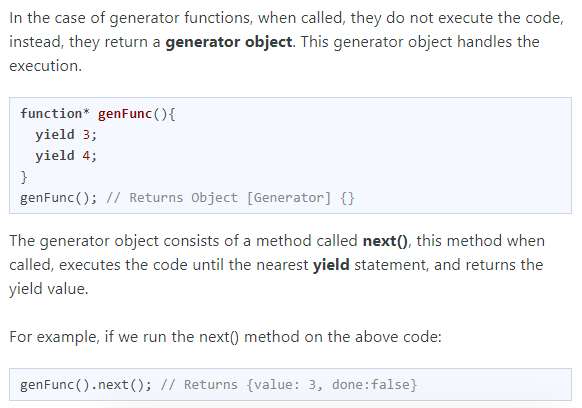 In the case of generator functions, when called, they do not execute the code,
instead, they return a generator object. This generator object handles the
execution.
function* genFunc(){
  yield 3;
  yield 4;
}
genFunc(); // Returns Object [Generator] {}
The generator object consists of a method called next(), this method when
called, executes the code until the nearest yield statement, and returns the
yield value.
For example, if we run the next() method on the above code:
genFunc().next(); // Returns {value: 3, done:false}